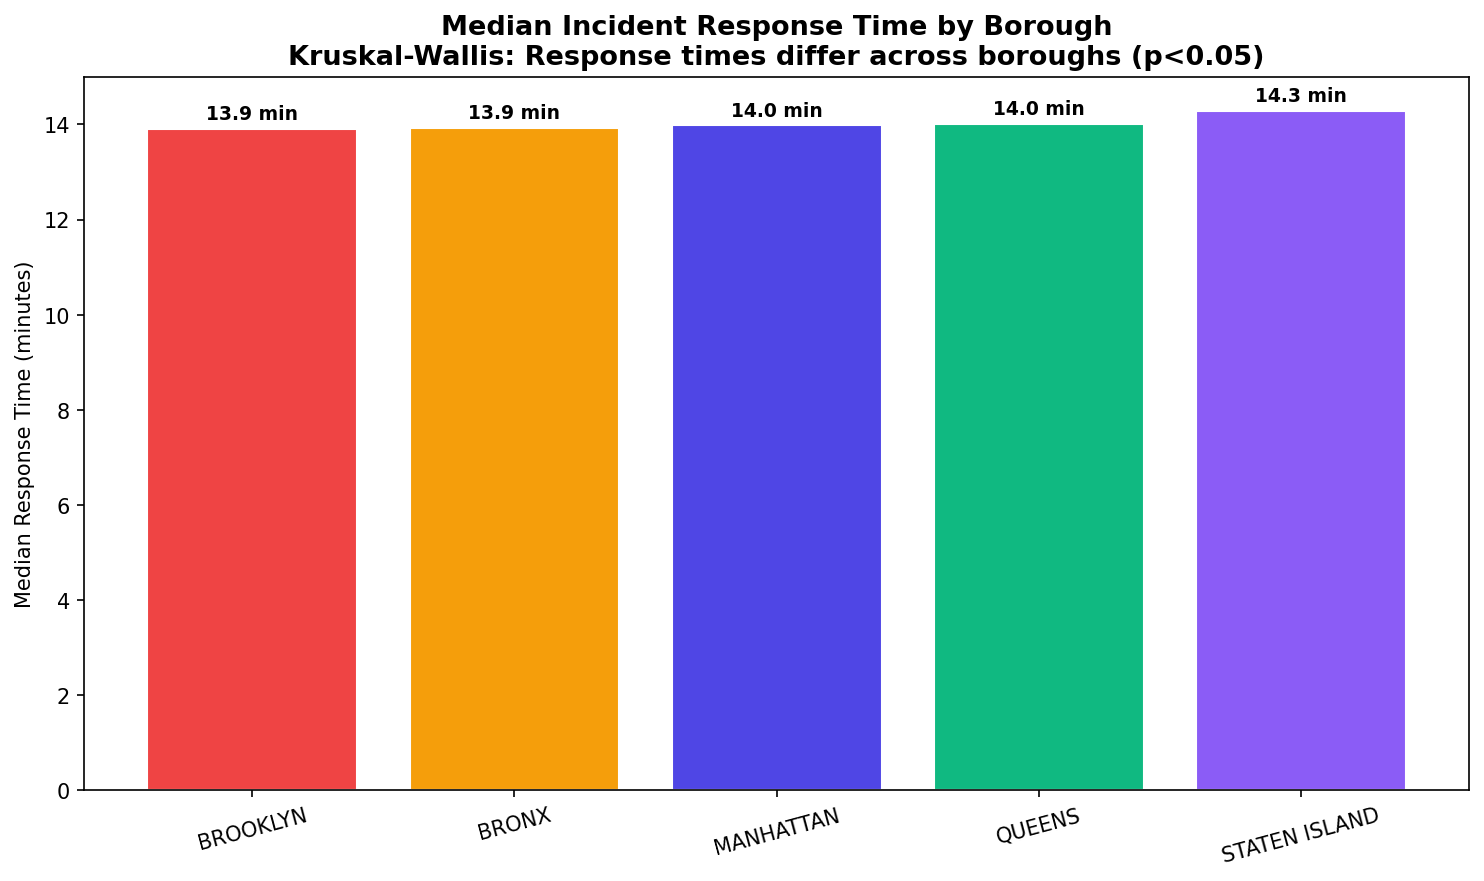 Median Incident Response Time by Borough
Kruskal-Wallis: Response times differ across boroughs (p<0.05)
Median Response Time (minutes)
14
12
10
8
6
4
2
0
13.9 min
13.9 min
14.0 min
14.0 min
14.3 min
BROOKLYN
BRONX
MANHATTAN
QUEENS
STATEN ISLAND